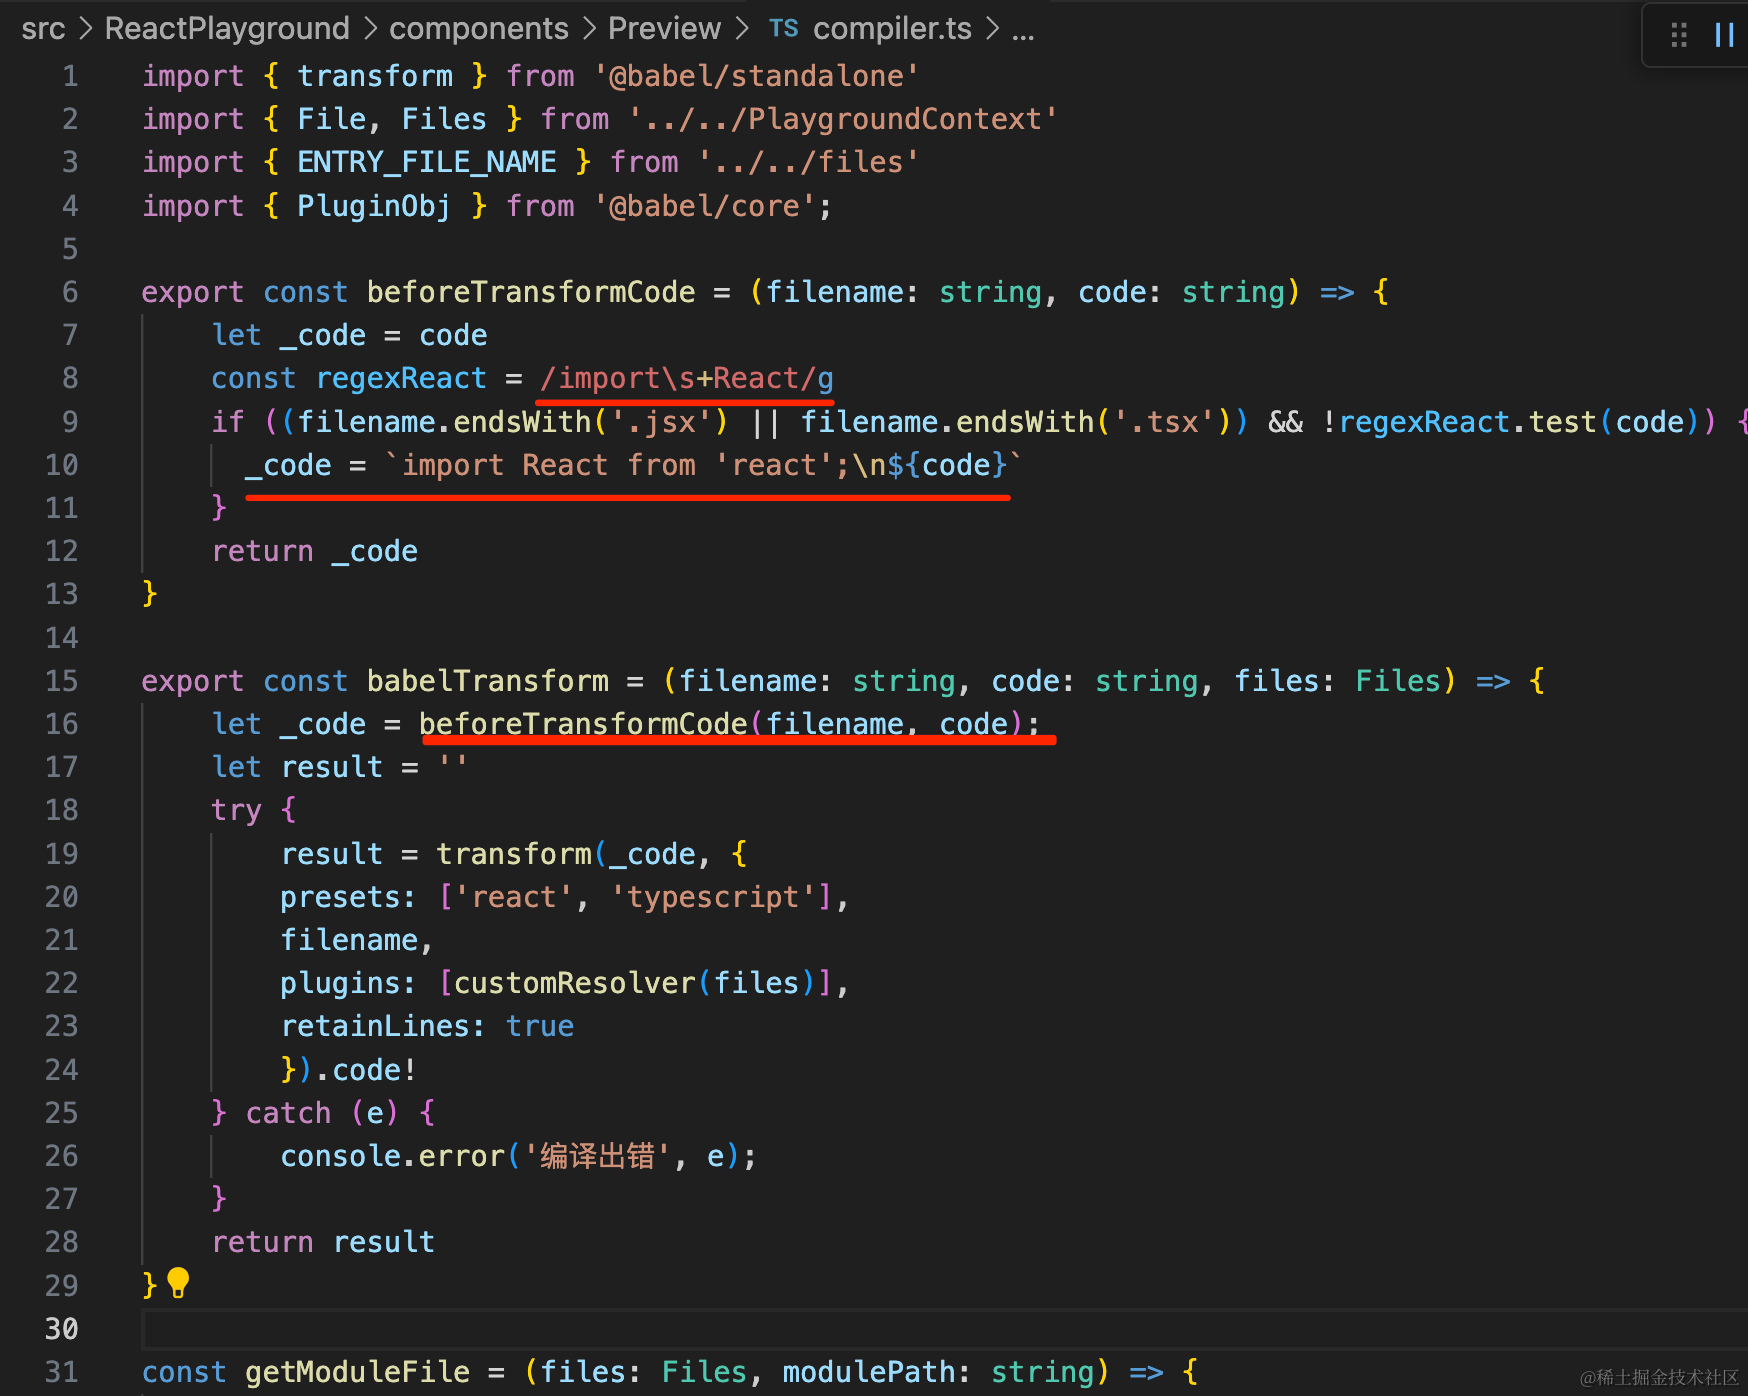 src > ReactPlayground > components > Preview > TS compiler.ts > ...
1 import { transform } from '@babel/standalone'
2 import { File, Files } from '../../PlaygroundContext'
3 import { ENTRY_FILE_NAME } from '../../files'
4 import { PluginObj } from '@babel/core';
5
6 export const beforeTransformCode = (filename: string, code: string) => {
7 let _code = code
8 const regexReact = /import\s+React/g
9 if ((filename.endsWith('.jsx') || filename.endsWith('.tsx')) && !regexReact.test(code)) {
10 _code = `import React from 'react';\n${code}`
11 }
12 return _code
13 }
14
15 export const babelTransform = (filename: string, code: string, files: Files) => {
16 let _code = beforeTransformCode(filename, code);
17 let result = ''
18 try {
19 result = transform(_code, {
20 presets: ['react', 'typescript'],
21 filename,
22 plugins: [customResolver(files)],
23 retainLines: true
24 }).code!
25 } catch (e) {
26 console.error('编译出错', e);
27 }
28 return result
29 }
30
31 const getModuleFile = (files: Files, modulePath: string) => {
@稀土掘金技术社区